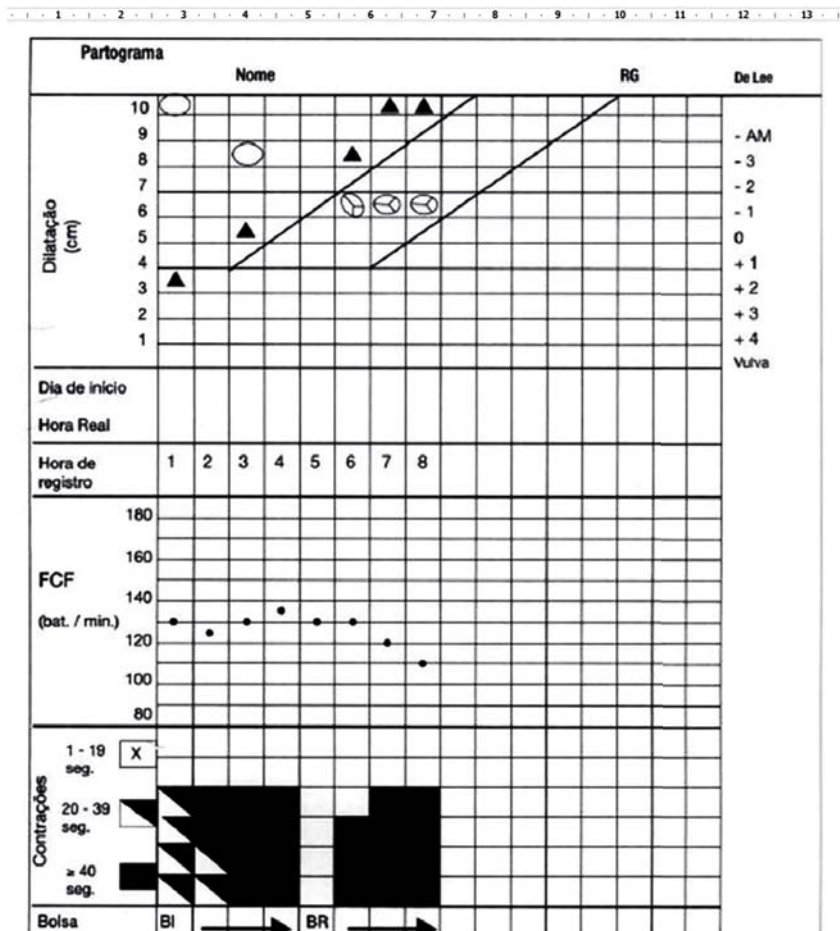 1 2 3 4 5 6 7 8 9 10 11 12 13
Partograma
Nome RG De Lee
10
9 - AM
8 - 3
7 - 2
6 - 1
5 0
4 + 1
3 + 2
2 + 3
1 + 4
Vulva
Dilatação
(cm)
Dia de início
Hora Real
Hora de
registro
1 2 3 4 5 6 7 8
180
160
FCF
140
(bat. / min.)
120
100
80
Contrações
1 - 19
seg.
X
20 - 39
seg.
≥ 40
seg.
Bolsa BI BR